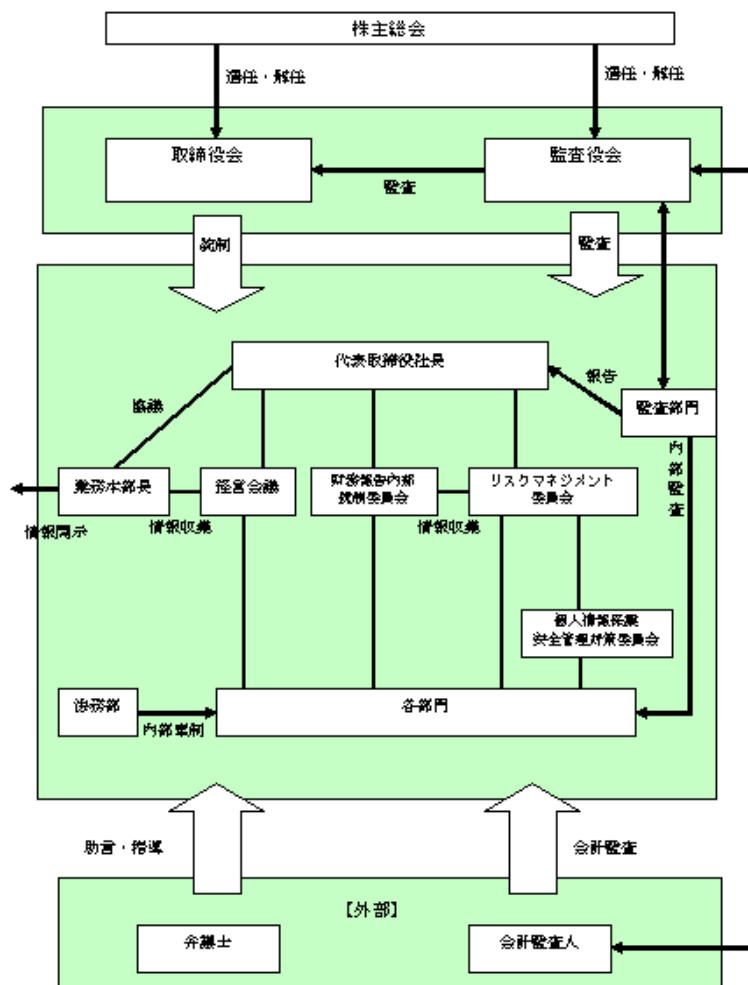 株主総会
選任・解任
選任・解任
取締役会
監査役会
監査
統制
監査
代表取締役社長
報告
協議
監査部門
内部監査
業務本部長
経営会議
財務報告内部
統制委員会
リスクマネジメント
委員会
情報開示
情報収集
情報収集
個人情報保護
安全管理対策委員会
法務部
各部門
内部牽制
助言・指導
会計監査
【外部】
弁護士
会計監査人